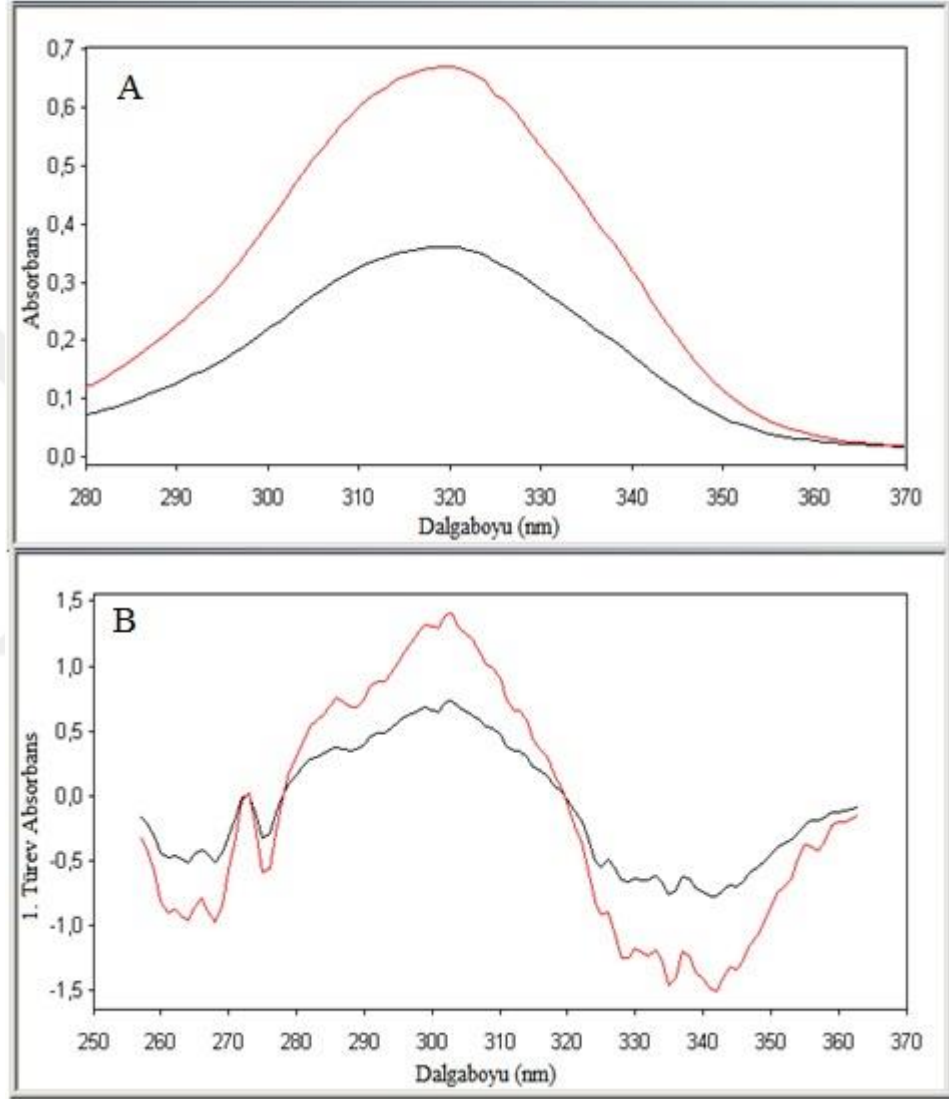 A
0,7
0,6
0,5
0,4
0,3
0,2
0,1
0,0
Absorbans
280 290 300 310 320 330 340 350 360 370
Dalgaboyu (nm)
B
1,5
1,0
0,5
0,0
-0,5
-1,0
-1,5
1. Türev Absorbans
250 260 270 280 290 300 310 320 330 340 350 360 370
Dalgaboyu (nm)